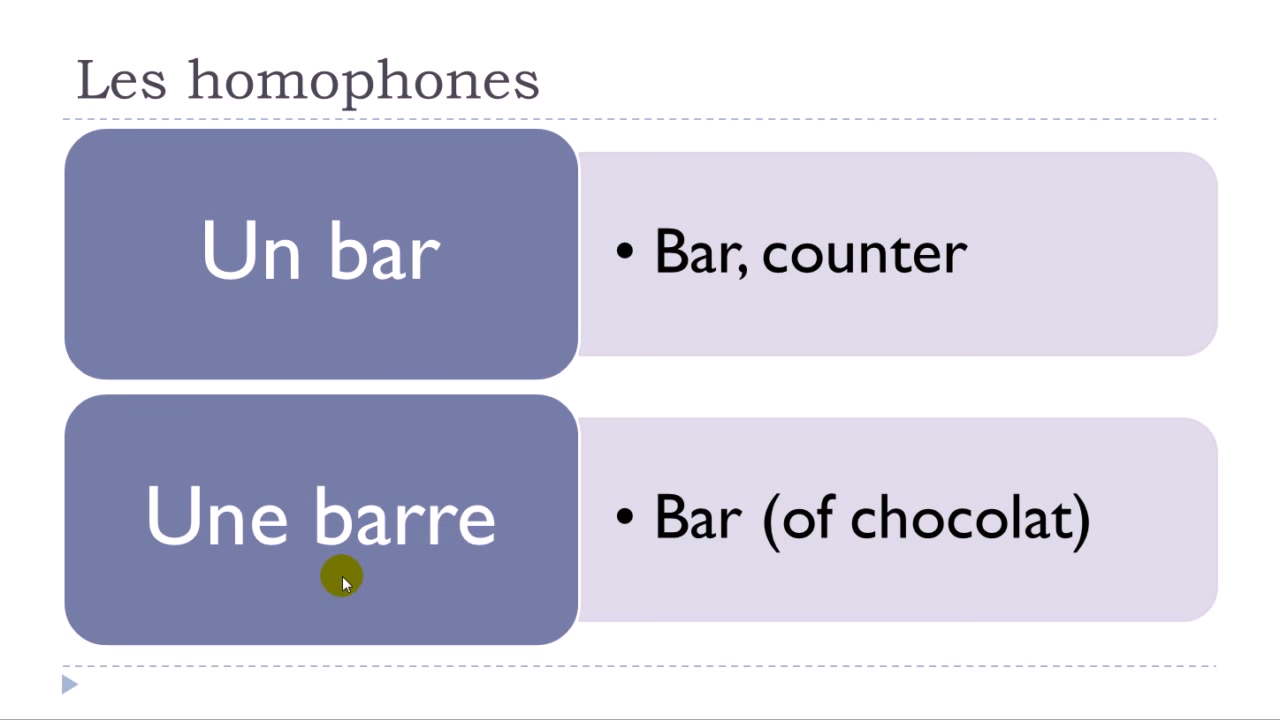 Les homophones
Un bar
• Bar, counter
Une barre
• Bar (of chocolat)